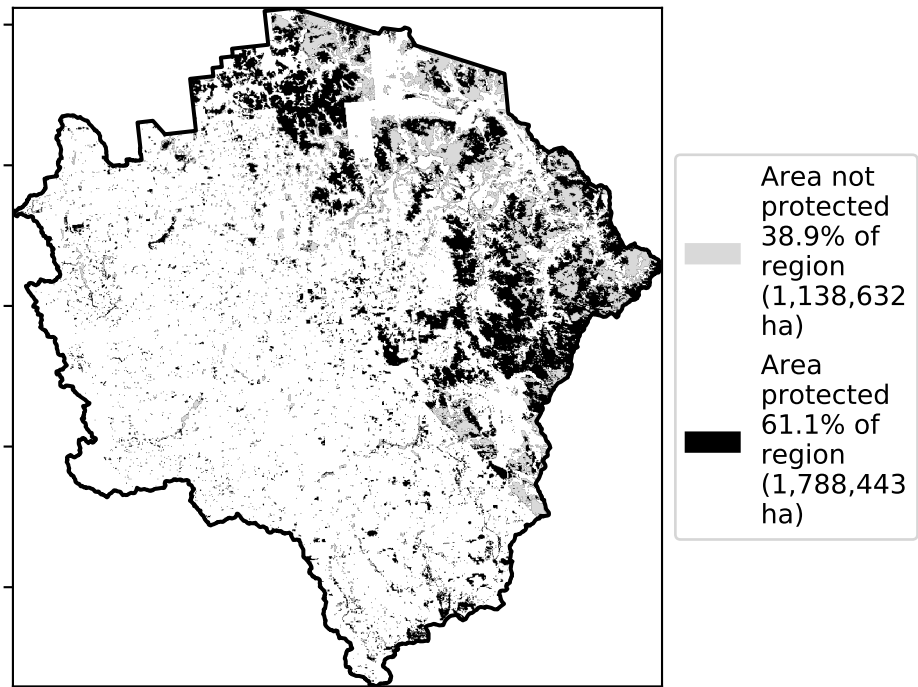 Area not
protected
38.9% of
region
(1,138,632
ha)
Area
protected
61.1% of
region
(1,788,443
ha)